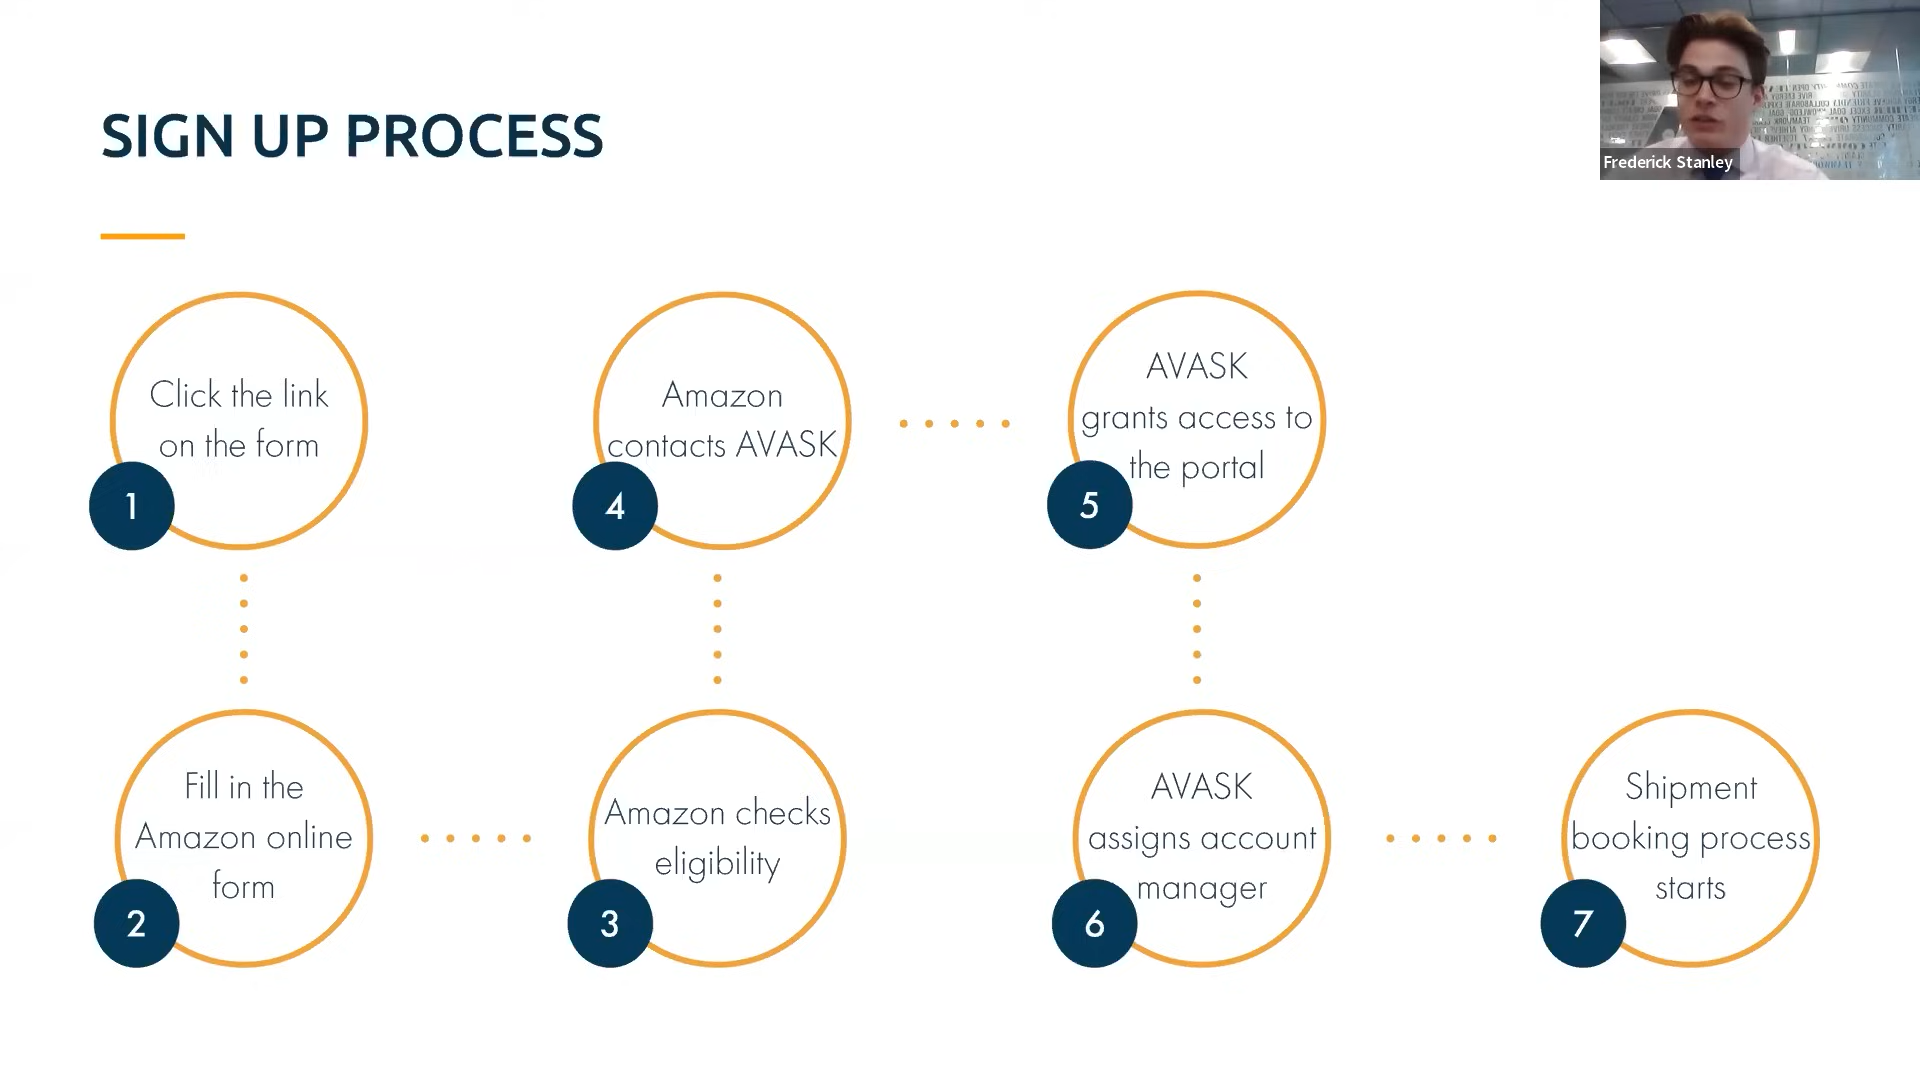 SIGN UP PROCESS
Frederick Stanley
Click the link
on the form
1
Fill in the
Amazon online
form
2
Amazon checks
eligibility
3
Amazon
contacts AVASK
4
AVASK
grants access to
the portal
5
AVASK
assigns account
manager
6
Shipment
booking process
starts
7